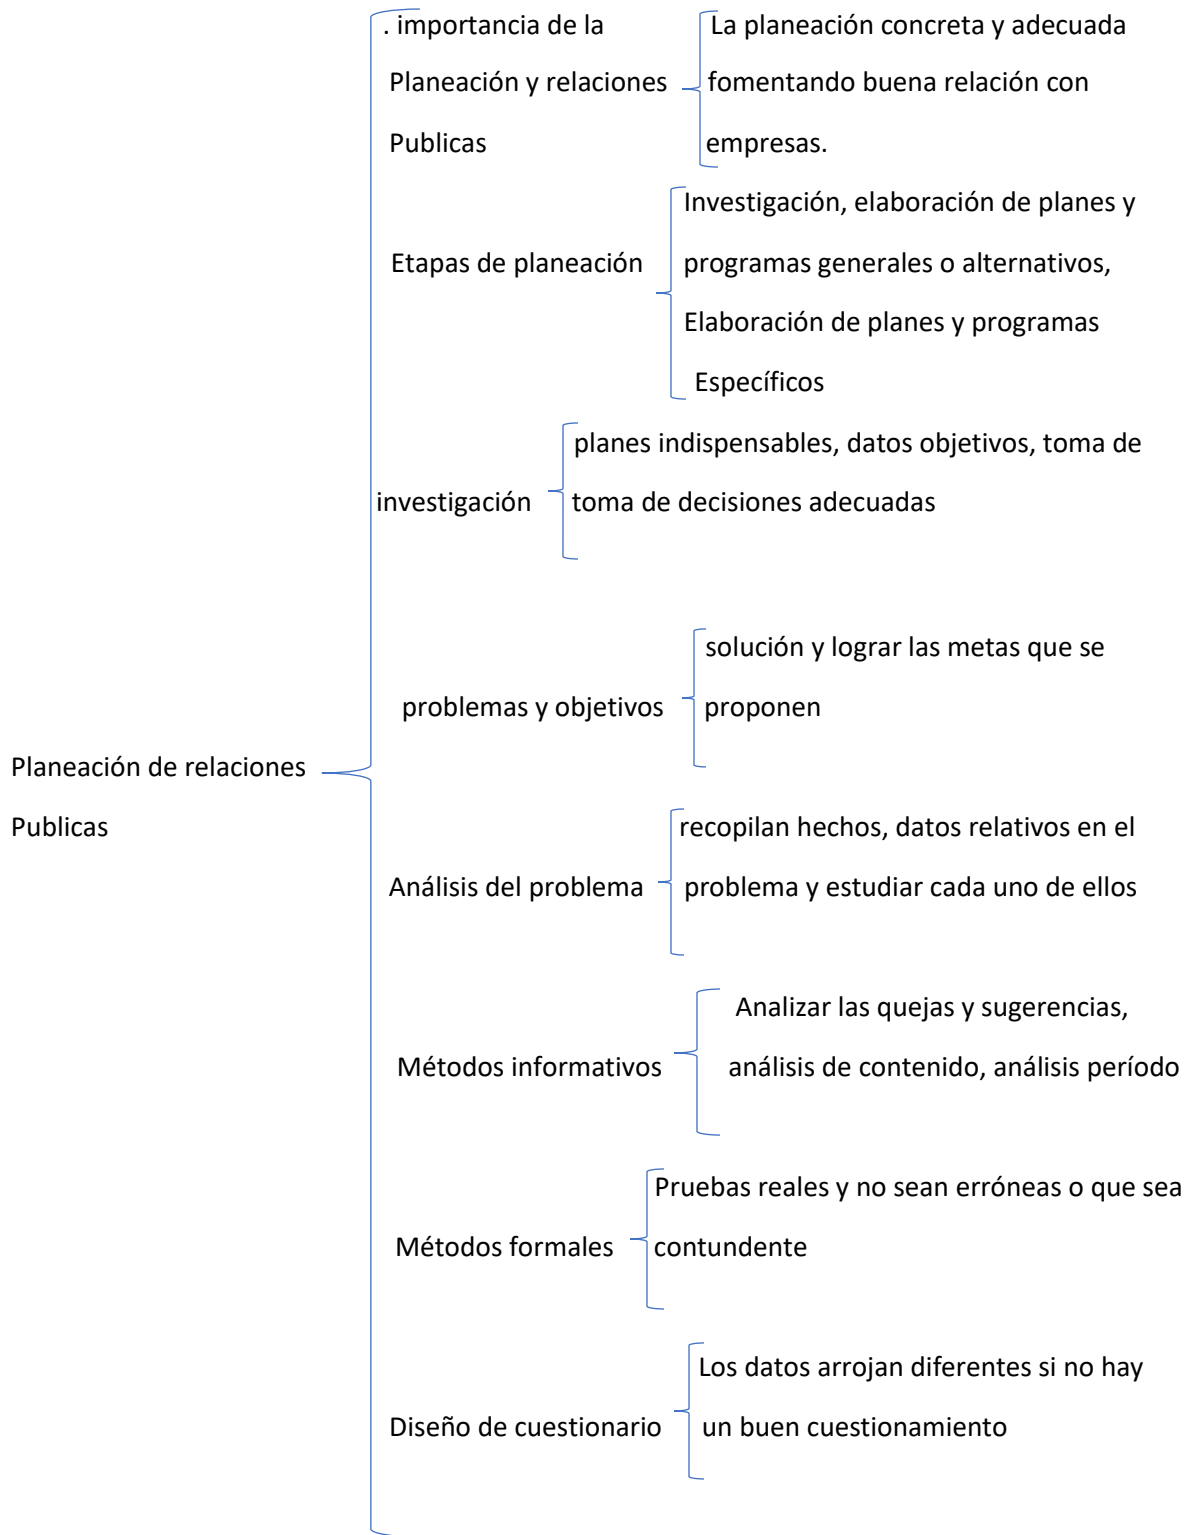 . importancia de la
Planeación y relaciones
Publicas
La planeación concreta y adecuada
fomentando buena relación con
empresas.
Etapas de planeación
Investigación, elaboración de planes y
programas generales o alternativos,
Elaboración de planes y programas
Específicos
investigación
planes indispensables, datos objetivos, toma de
toma de decisiones adecuadas
problemas y objetivos
solución y lograr las metas que se
proponen
Planeación de relaciones
Publicas
Análisis del problema
recopilan hechos, datos relativos en el
problema y estudiar cada uno de ellos
Métodos informativos
Analizar las quejas y sugerencias,
análisis de contenido, análisis período
Métodos formales
Pruebas reales y no sean erróneas o que sea
contundente
Diseño de cuestionario
Los datos arrojan diferentes si no hay
un buen cuestionamiento